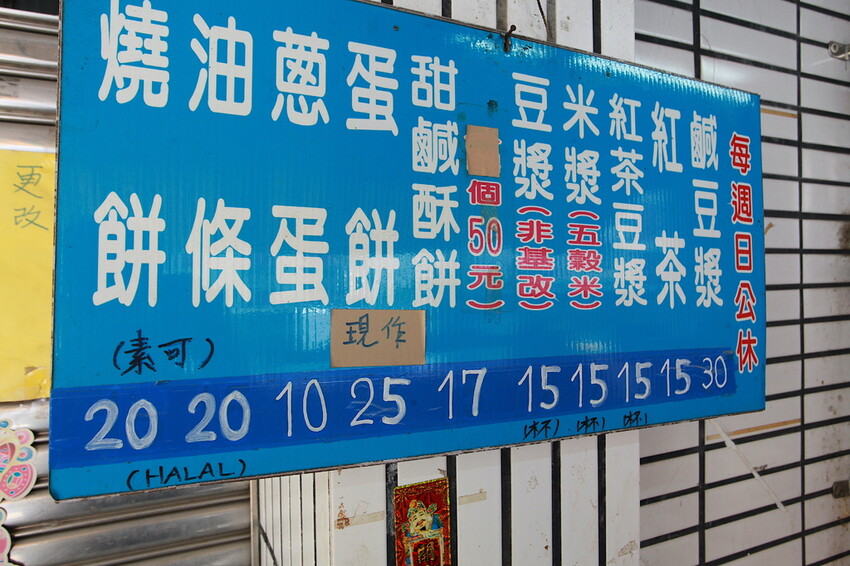 更改
燒餅
(素可)
20
(HALAL)
油條
20
蔥蛋
10
蛋餅
現作
25
甜鹹酥餅
個50元)
17
豆漿(非基改)
15
(杯)
米漿(五穀米)
15
(杯)
紅茶豆漿
15
(杯)
紅茶
15
鹹豆漿
30
每週日公休